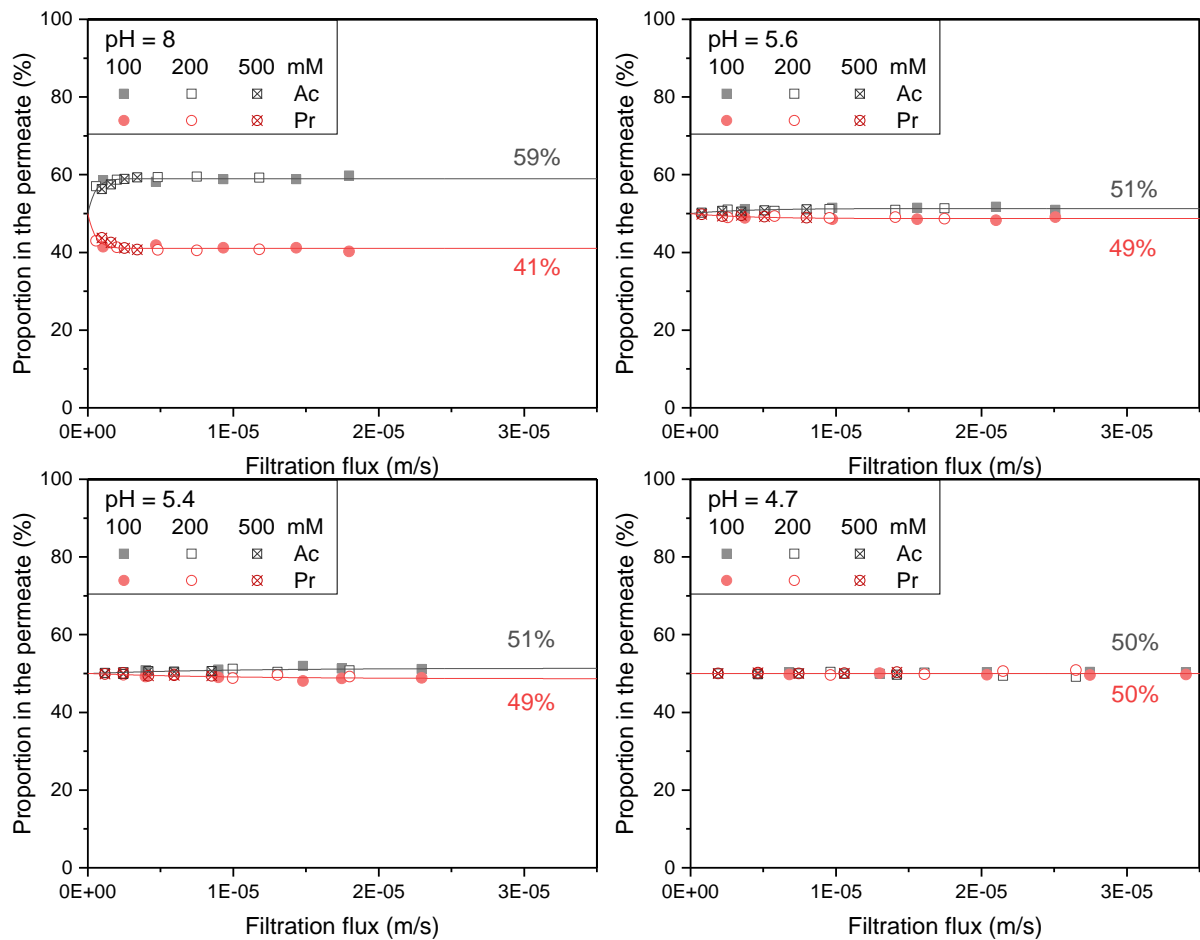 pH = 8
100 200 500 mM
Ac
Pr
59%
41%
100
80
60
40
20
0
0E+00 1E-05 2E-05 3E-05
Filtration flux (m/s)
Proportion in the permeate (%)
pH = 5.6
100 200 500 mM
Ac
Pr
51%
49%
100
80
60
40
20
0
0E+00 1E-05 2E-05 3E-05
Filtration flux (m/s)
Proportion in the permeate (%)
pH = 5.4
100 200 500 mM
Ac
Pr
51%
49%
100
80
60
40
20
0
0E+00 1E-05 2E-05 3E-05
Filtration flux (m/s)
Proportion in the permeate (%)
pH = 4.7
100 200 500 mM
Ac
Pr
50%
50%
100
80
60
40
20
0
0E+00 1E-05 2E-05 3E-05
Filtration flux (m/s)
Proportion in the permeate (%)